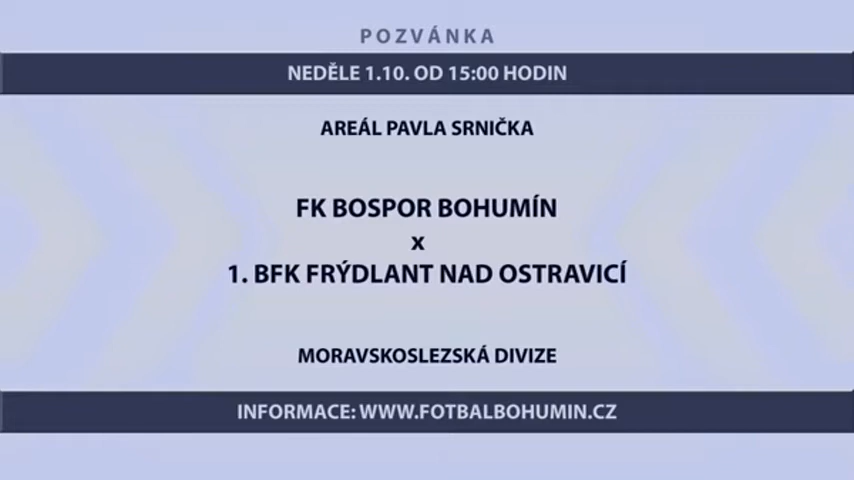 POZVÁNKA
NEDĚLE 1.10. OD 15:00 HODIN
AREÁL PAVLA SRNIČKA
FK BOSPOR BOHUMÍN
x
1. BFK FRÝDLANT NAD OSTRAVICÍ
MORAVSKOSLEZSKÁ DIVIZE
INFORMACE: WWW.FOTBALBOHUMIN.CZ